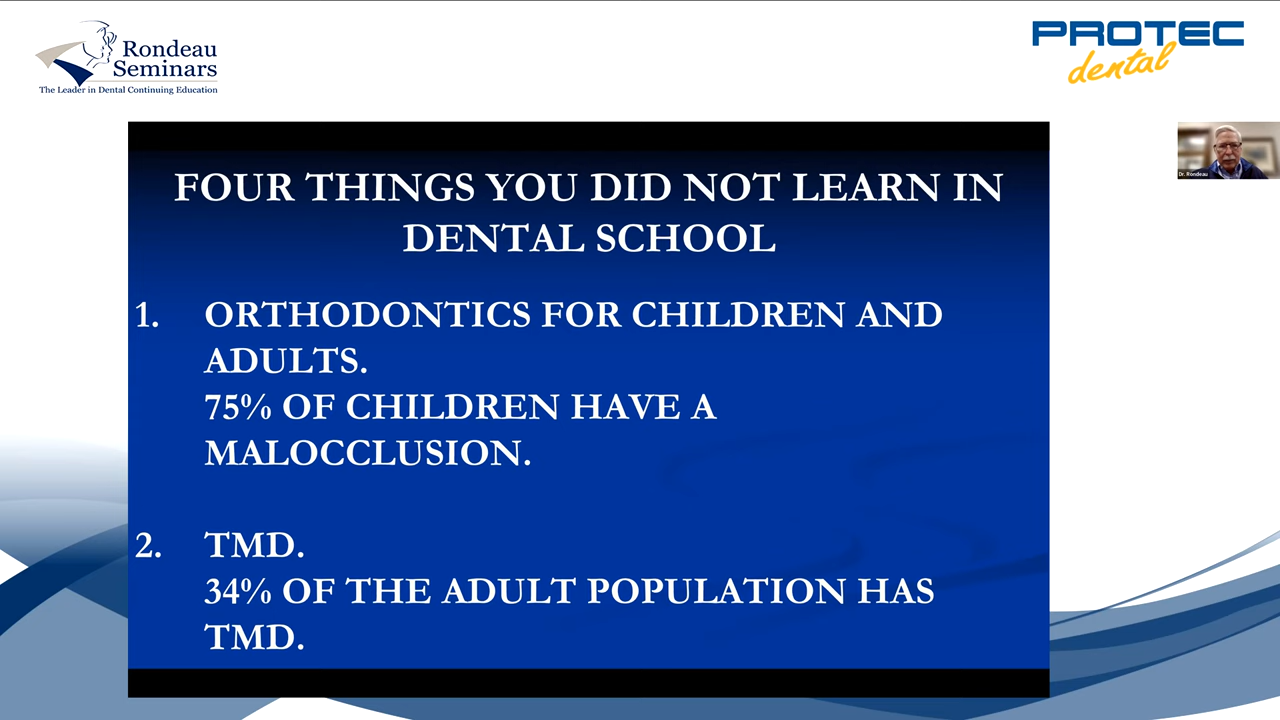 Rondeau
Seminars
The Leader in Dental Continuing Education
PROTEC
dental
Dr. Rondeau
FOUR THINGS YOU DID NOT LEARN IN
DENTAL SCHOOL
1. ORTHODONTICS FOR CHILDREN AND
ADULTS.
75% OF CHILDREN HAVE A
MALOCCLUSION.
2. TMD.
34% OF THE ADULT POPULATION HAS
TMD.